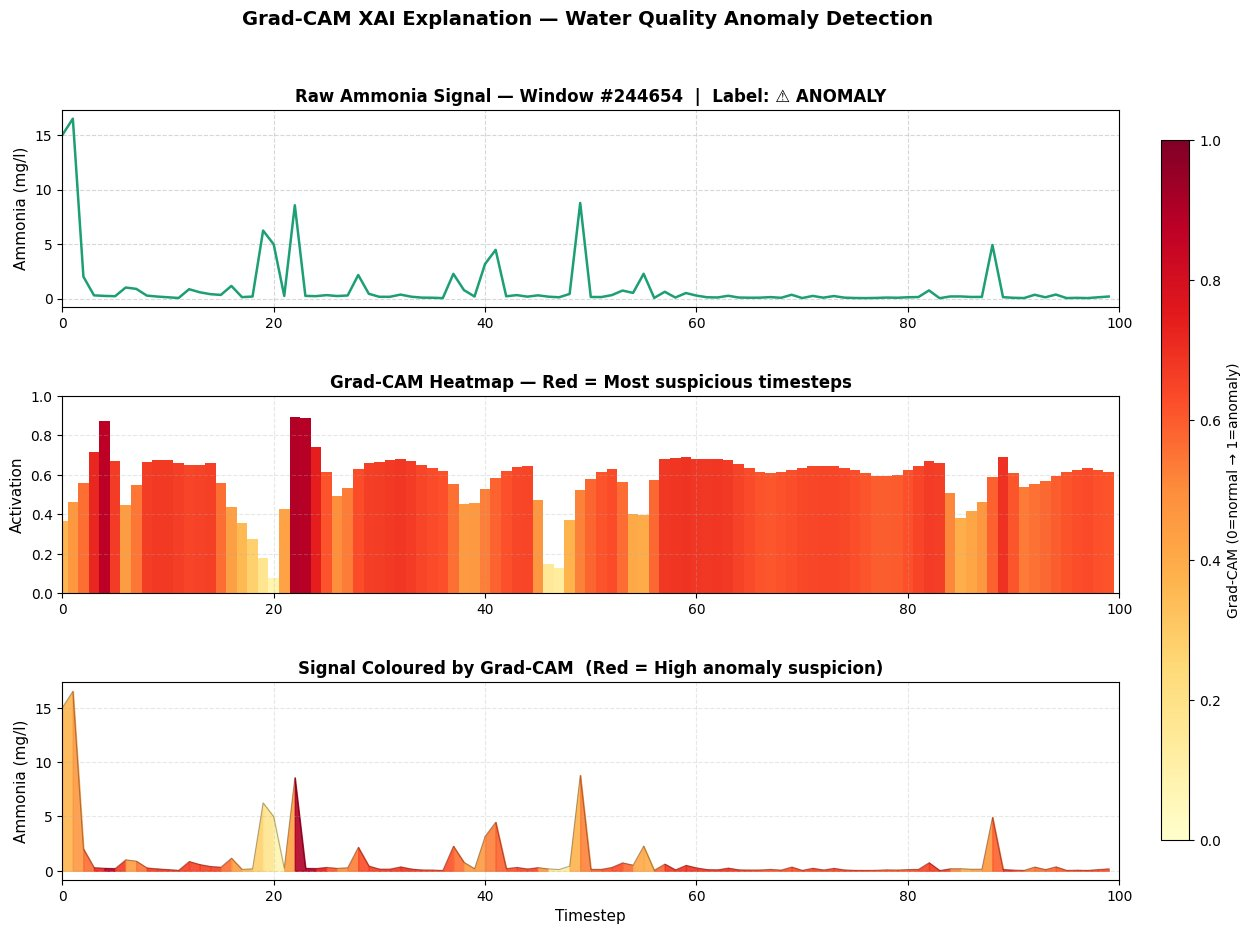 Grad-CAM XAI Explanation — Water Quality Anomaly Detection
Raw Ammonia Signal — Window #244654 | Label: ⚠ ANOMALY
Ammonia (mg/l)
15
10
5
0
0 20 40 60 80 100
Grad-CAM Heatmap — Red = Most suspicious timesteps
Activation
1.0
0.8
0.6
0.4
0.2
0.0
0 20 40 60 80 100
Signal Coloured by Grad-CAM (Red = High anomaly suspicion)
Ammonia (mg/l)
15
10
5
0
0 20 40 60 80 100
Timestep
1.0
0.8
0.6
0.4
0.2
0.0
Grad-CAM (0=normal → 1=anomaly)